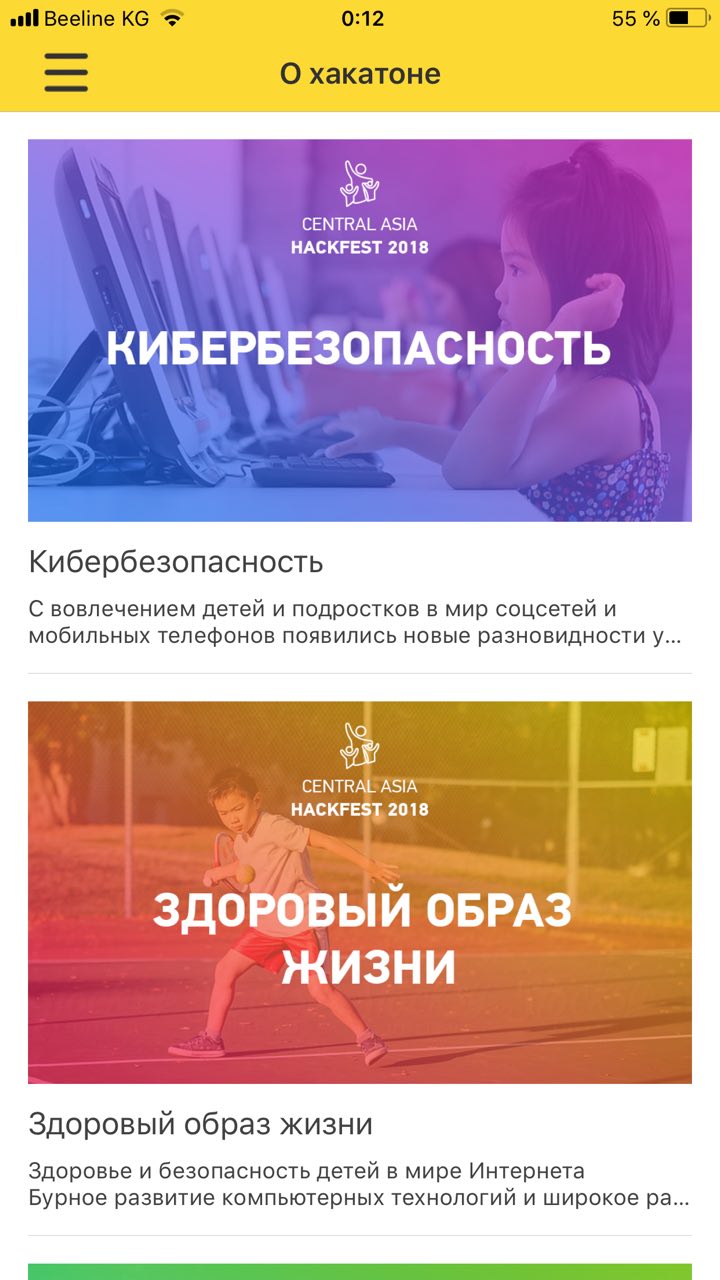 Beeline KG 0:12 55 %
О хакатоне
CENTRAL ASIA
HACKFEST 2018
КИБЕРБЕЗОПАСНОСТЬ
Кибербезопасность
С вовлечением детей и подростков в мир соцсетей и
мобильных телефонов появились новые разновидности у...
CENTRAL ASIA
HACKFEST 2018
ЗДОРОВЫЙ ОБРАЗ
ЖИЗНИ
Здоровый образ жизни
Здоровье и безопасность детей в мире Интернета
Бурное развитие компьютерных технологий и широкое ра...